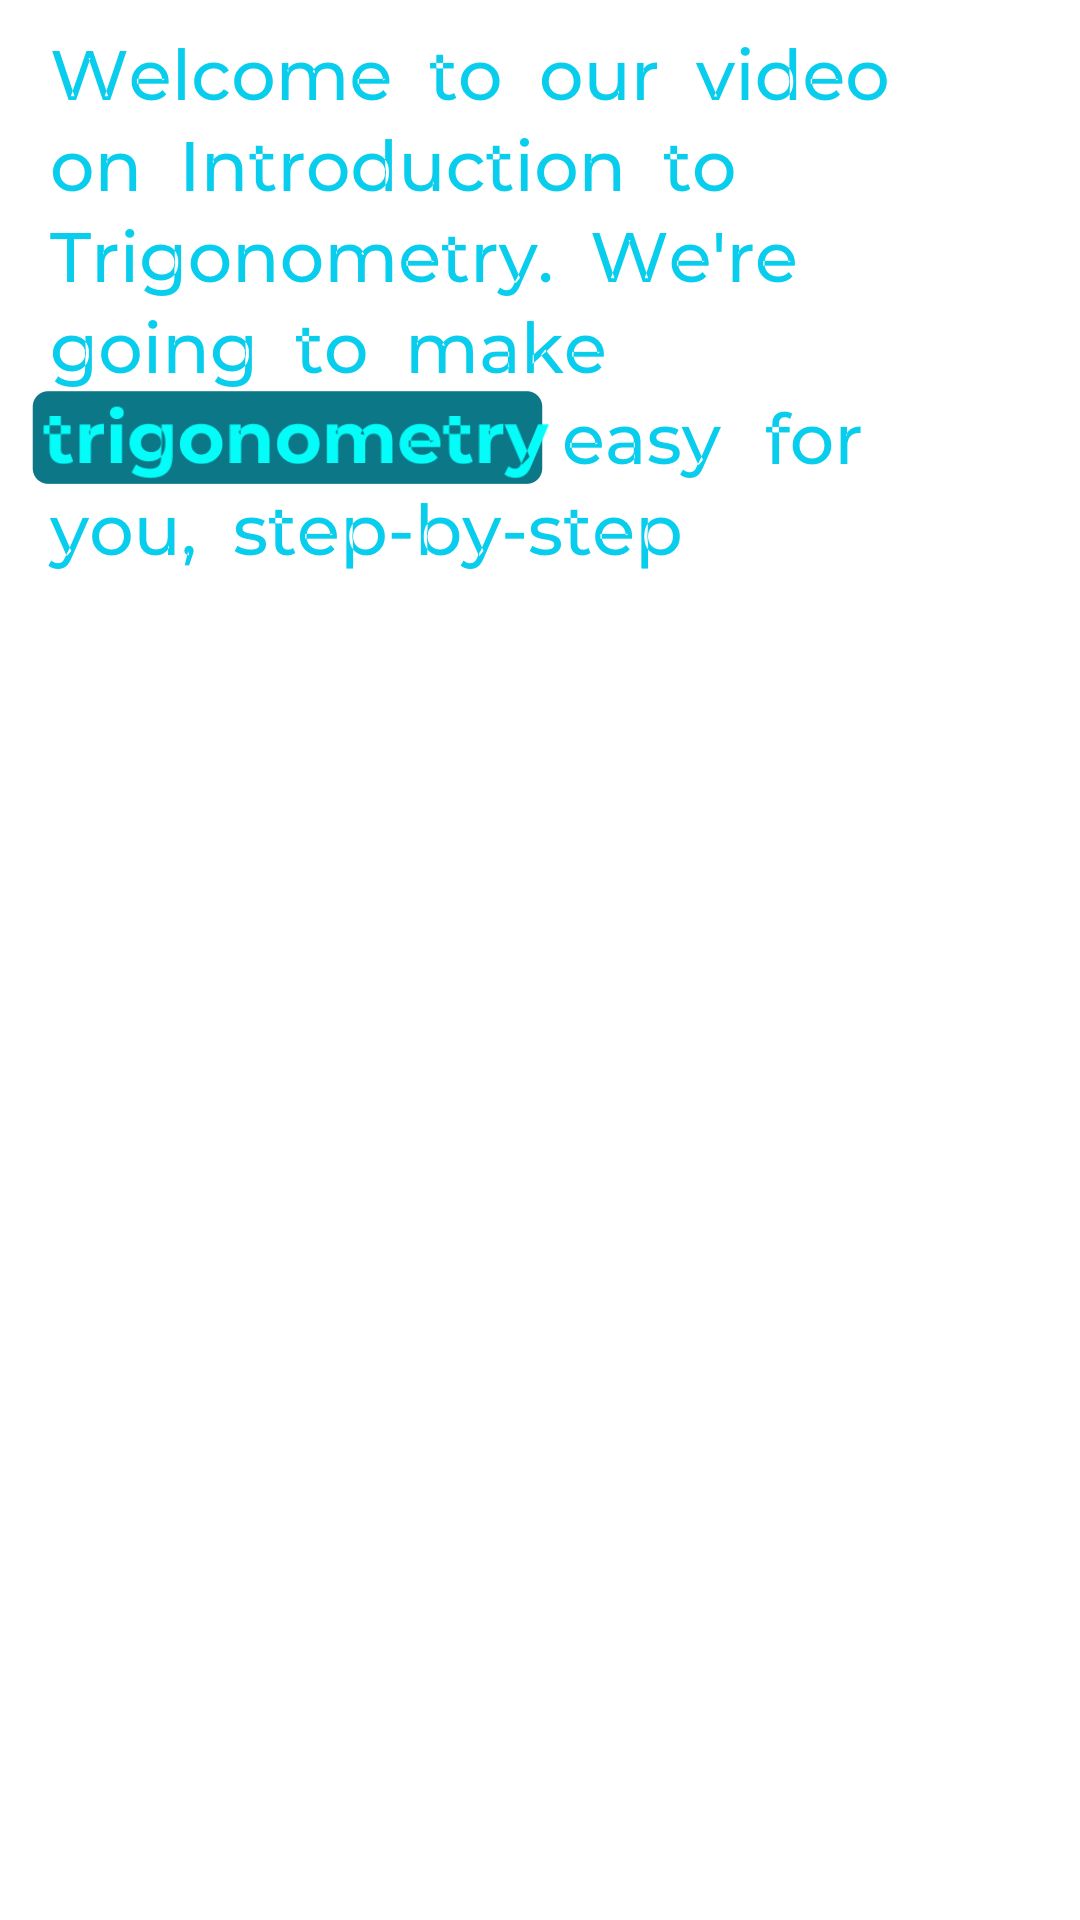 Welcome to our video
on Introduction to
Trigonometry. We're
going to make
trigonometry easy for
you, step-by-step